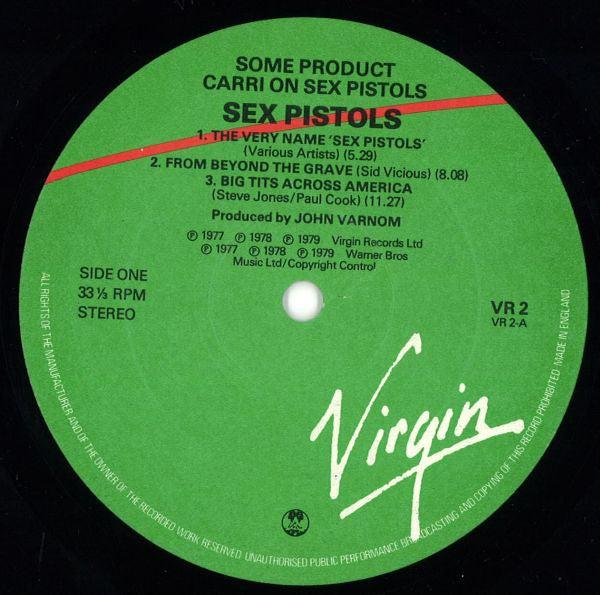 SOME PRODUCT
CARRI ON SEX PISTOLS
SEX PISTOLS
1. THE VERY NAME 'SEX PISTOLS'
(Various Artists) (5.29)
2. FROM BEYOND THE GRAVE (Sid Vicious) (8.08)
3. BIG TITS ACROSS AMERICA
(Steve Jones/Paul Cook) (11.27)
Produced by JOHN VARNOM
℗ 1977 ℗ 1978 ℗ 1979 Virgin Records Ltd
℗ 1977 ℗ 1978 ℗ 1979 Warner Bros
Music Ltd/Copyright Control
SIDE ONE
33⅓ RPM
STEREO
VR 2
VR 2-A
Virgin
ALL RIGHTS OF THE MANUFACTURER AND OF THE OWNER OF THE RECORDED WORK RESERVED UNAUTHORISED PUBLIC PERFORMANCE BROADCASTING AND COPYING OF THIS RECORD PROHIBITED MADE IN ENGLAND